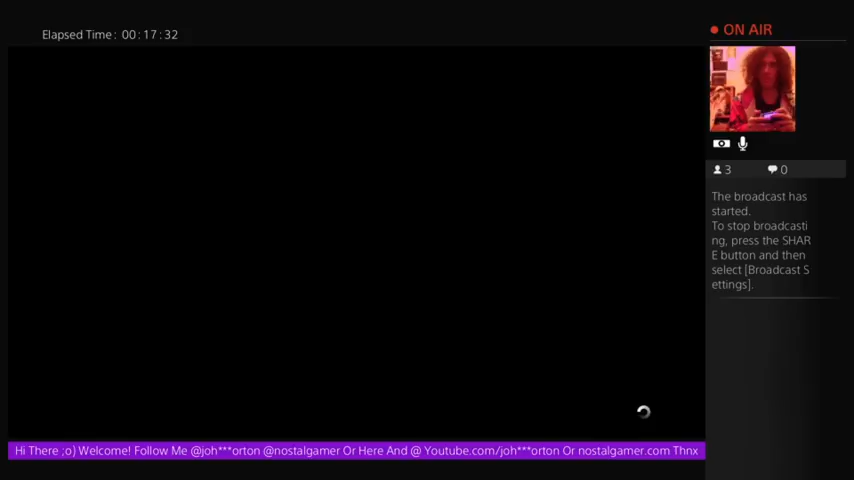 Elapsed Time: 00:17:32
ON AIR
3 0
The broadcast has
started.
To stop broadcasti
ng, press the SHAR
E button and then
select [Broadcast S
ettings].
Hi There ;o) Welcome! Follow Me @joh***orton @nostalgamer Or Here And @ Youtube.com/joh***orton Or nostalgamer.com Thnx